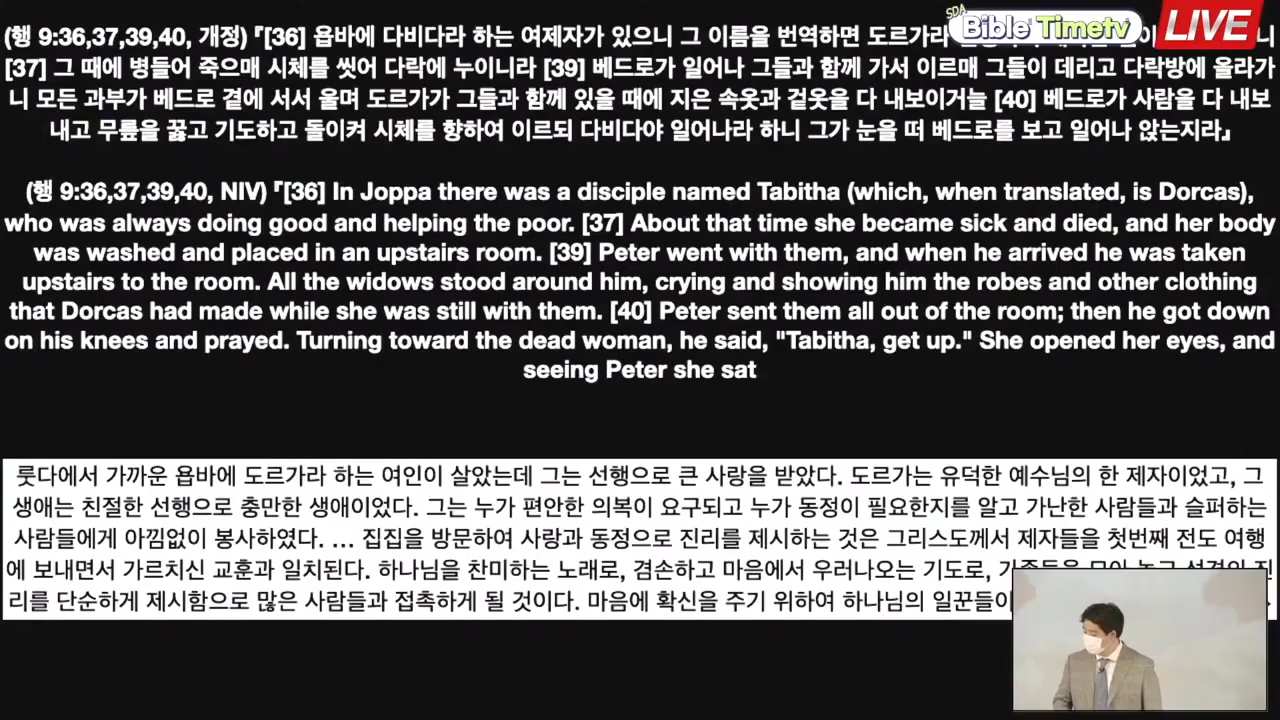 SDA
Bible Timetv
LIVE
(행 9:36,37,39,40, 개정)『[36] 욥바에 다비다라 하는 여제자가 있으니 그 이름을 번역하면 도르가라
[37] 그 때에 병들어 죽으매 시체를 씻어 다락에 누이니라 [39] 베드로가 일어나 그들과 함께 가서 이르매 그들이 데리고 다락방에 올라가
니 모든 과부가 베드로 곁에 서서 울며 도르가가 그들과 함께 있을 때에 지은 속옷과 겉옷을 다 내보이거늘 [40] 베드로가 사람을 다 내보
내고 무릎을 꿇고 기도하고 돌이켜 시체를 향하여 이르되 다비다야 일어나라 하니 그가 눈을 떠 베드로를 보고 일어나 앉는지라』
(행 9:36,37,39,40, NIV)『[36] In Joppa there was a disciple named Tabitha (which, when translated, is Dorcas),
who was always doing good and helping the poor. [37] About that time she became sick and died, and her body
was washed and placed in an upstairs room. [39] Peter went with them, and when he arrived he was taken
upstairs to the room. All the widows stood around him, crying and showing him the robes and other clothing
that Dorcas had made while she was still with them. [40] Peter sent them all out of the room; then he got down
on his knees and prayed. Turning toward the dead woman, he said, "Tabitha, get up." She opened her eyes, and
seeing Peter she sat
룻다에서 가까운 욥바에 도르가라 하는 여인이 살았는데 그는 선행으로 큰 사랑을 받았다. 도르가는 유덕한 예수님의 한 제자이었고, 그
생애는 친절한 선행으로 충만한 생애이었다. 그는 누가 편안한 의복이 요구되고 누가 동정이 필요한지를 알고 가난한 사람들과 슬퍼하는
사람들에게 아낌없이 봉사하였다. ... 집집을 방문하여 사랑과 동정으로 진리를 제시하는 것은 그리스도께서 제자들을 첫번째 전도 여행
에 보내면서 가르치신 교훈과 일치된다. 하나님을 찬미하는 노래로, 겸손하고 마음에서 우러나오는 기도로,
리를 단순하게 제시함으로 많은 사람들과 접촉하게 될 것이다. 마음에 확신을 주기 위하여 하나님의 일꾼들이